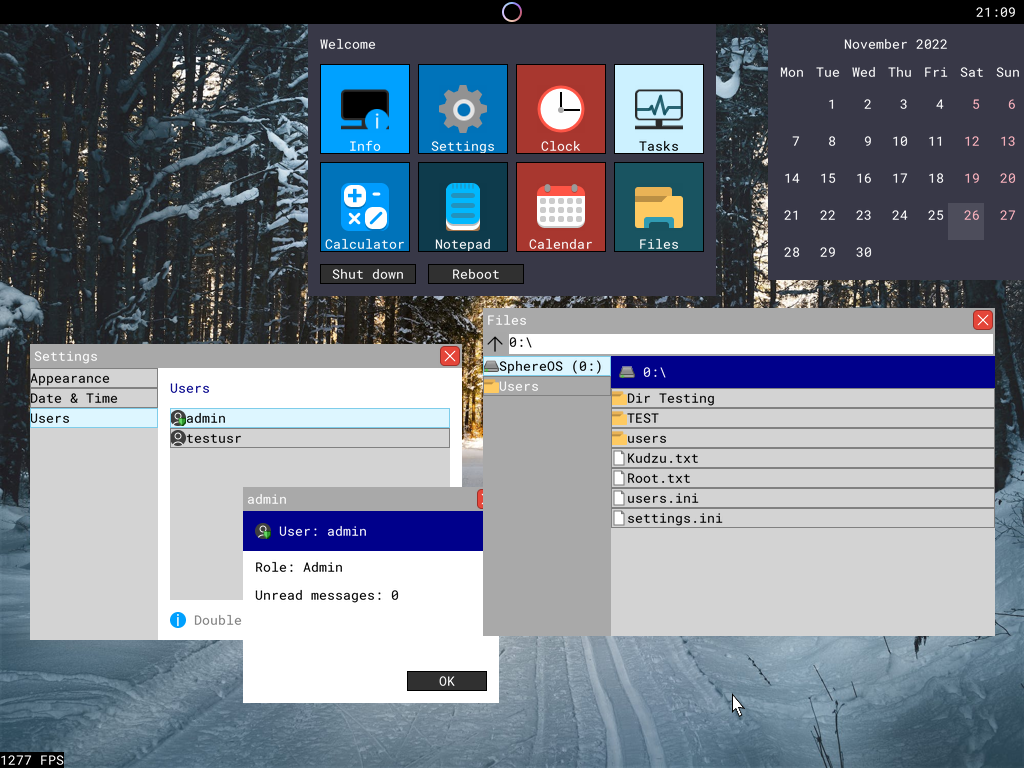 21:09
Welcome
Info Settings Clock Tasks
Calculator Notepad Calendar Files
Shut down Reboot
November 2022
Mon Tue Wed Thu Fri Sat Sun
1 2 3 4 5 6
7 8 9 10 11 12 13
14 15 16 17 18 19 20
21 22 23 24 25 26 27
28 29 30
Files
0:\
SphereOS (0:)
Users
0:\
Dir Testing
TEST
users
Kudzu.txt
Root.txt
users.ini
settings.ini
Settings
Appearance
Date & Time
Users
Users
admin
testusr
Double
admin
User: admin
Role: Admin
Unread messages: 0
OK
1277 FPS